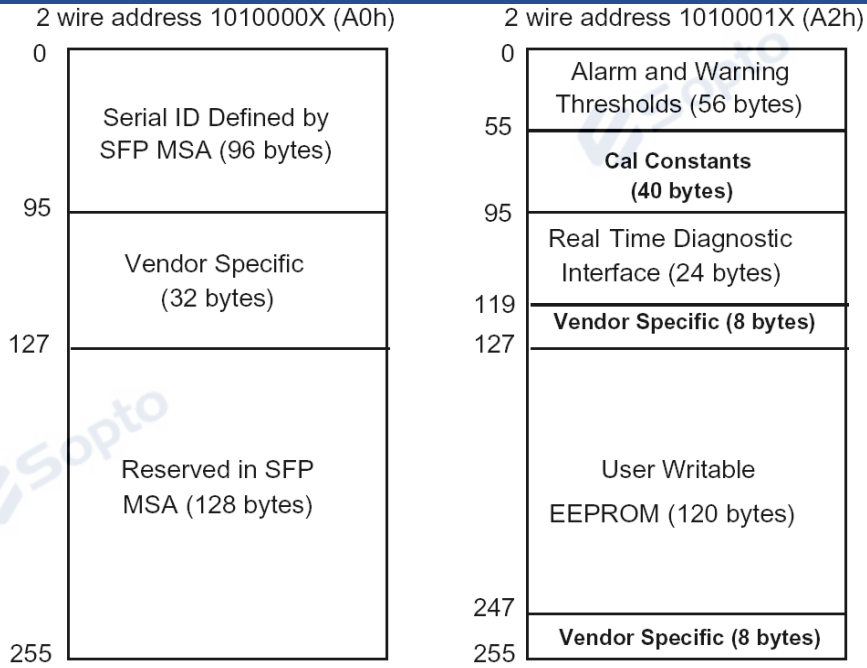 2 wire address 1010000X (A0h)
0
Serial ID Defined by
SFP MSA (96 bytes)
95
Vendor Specific
(32 bytes)
127
Reserved in SFP
MSA (128 bytes)
255
2 wire address 1010001X (A2h)
0
Alarm and Warning
Thresholds (56 bytes)
55
Cal Constants
(40 bytes)
95
Real Time Diagnostic
Interface (24 bytes)
119
Vendor Specific (8 bytes)
127
User Writable
EEPROM (120 bytes)
247
Vendor Specific (8 bytes)
255
Sopto
Sopto